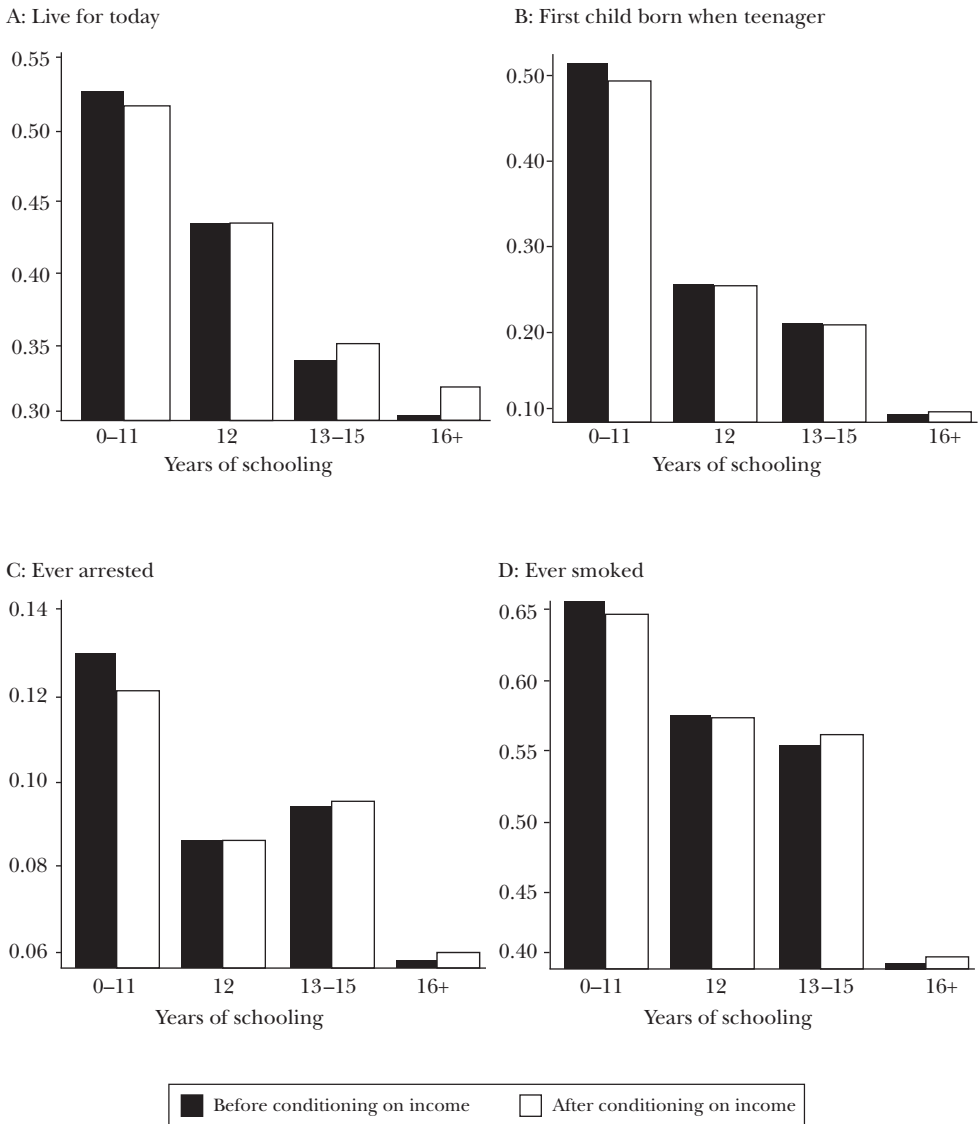 A: Live for today
0.55
0.50
0.45
0.40
0.35
0.30
0–11 12 13–15 16+
Years of schooling
B: First child born when teenager
0.50
0.40
0.30
0.20
0.10
0–11 12 13–15 16+
Years of schooling
C: Ever arrested
0.14
0.12
0.10
0.08
0.06
0–11 12 13–15 16+
Years of schooling
D: Ever smoked
0.65
0.60
0.55
0.50
0.45
0.40
0–11 12 13–15 16+
Years of schooling
Before conditioning on income After conditioning on income